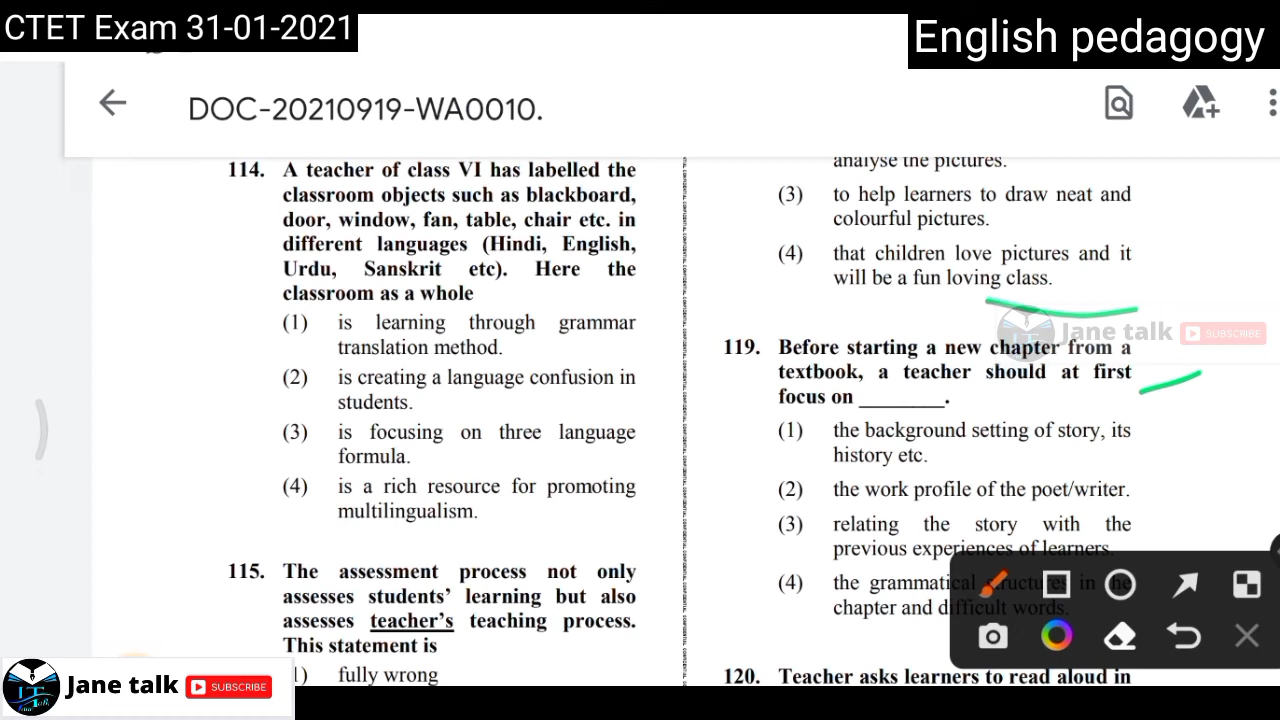 CTET Exam 31-01-2021
English pedagogy
DOC-20210919-WA0010.
114. A teacher of class VI has labelled the
classroom objects such as blackboard,
door, window, fan, table, chair etc. in
different languages (Hindi, English,
Urdu, Sanskrit etc). Here the
classroom as a whole
(1) is learning through grammar
translation method.
(2) is creating a language confusion in
students.
(3) is focusing on three language
formula.
(4) is a rich resource for promoting
multilingualism.
115. The assessment process not only
assesses students' learning but also
assesses teacher's teaching process.
This statement is
1) fully wrong
analyse the pictures.
(3) to help learners to draw neat and
colourful pictures.
(4) that children love pictures and it
will be a fun loving class.
Jane talk SUBSCRIBE
119. Before starting a new chapter from a
textbook, a teacher should at first
focus on ________.
(1) the background setting of story, its
history etc.
(2) the work profile of the poet/writer.
(3) relating the story with the
previous experiences of learners.
(4) the grammatical structures in the
chapter and difficult words.
120. Teacher asks learners to read aloud in
Jane talk SUBSCRIBE